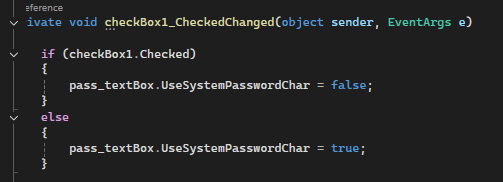 eference
ivate void checkBox1_CheckedChanged(object sender, EventArgs e)
if (checkBox1.Checked)
{
pass_textBox.UseSystemPasswordChar = false;
}
else
{
pass_textBox.UseSystemPasswordChar = true;
}